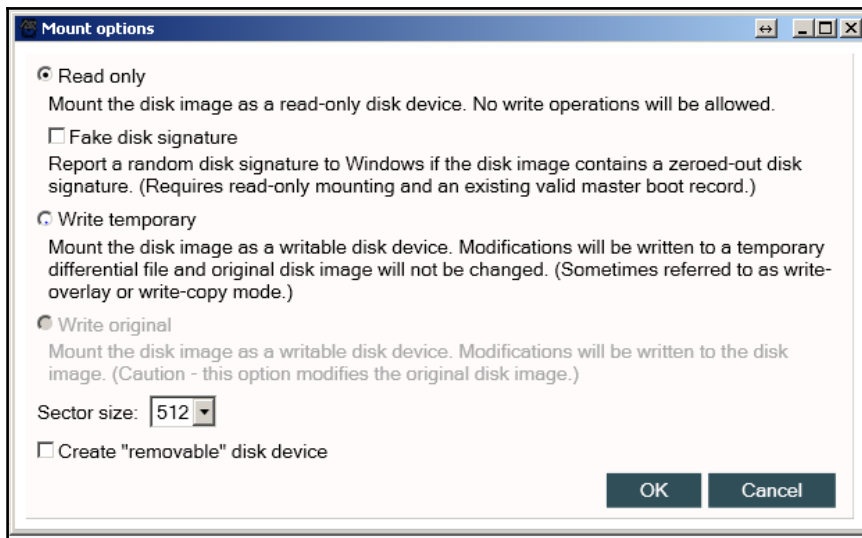 Mount options
Read only
Mount the disk image as a read-only disk device. No write operations will be allowed.
Fake disk signature
Report a random disk signature to Windows if the disk image contains a zeroed-out disk
signature. (Requires read-only mounting and an existing valid master boot record.)
Write temporary
Mount the disk image as a writable disk device. Modifications will be written to a temporary
differential file and original disk image will not be changed. (Sometimes referred to as write-
overlay or write-copy mode.)
Write original
Mount the disk image as a writable disk device. Modifications will be written to the disk
image. (Caution - this option modifies the original disk image.)
Sector size: 512
Create "removable" disk device
OK Cancel